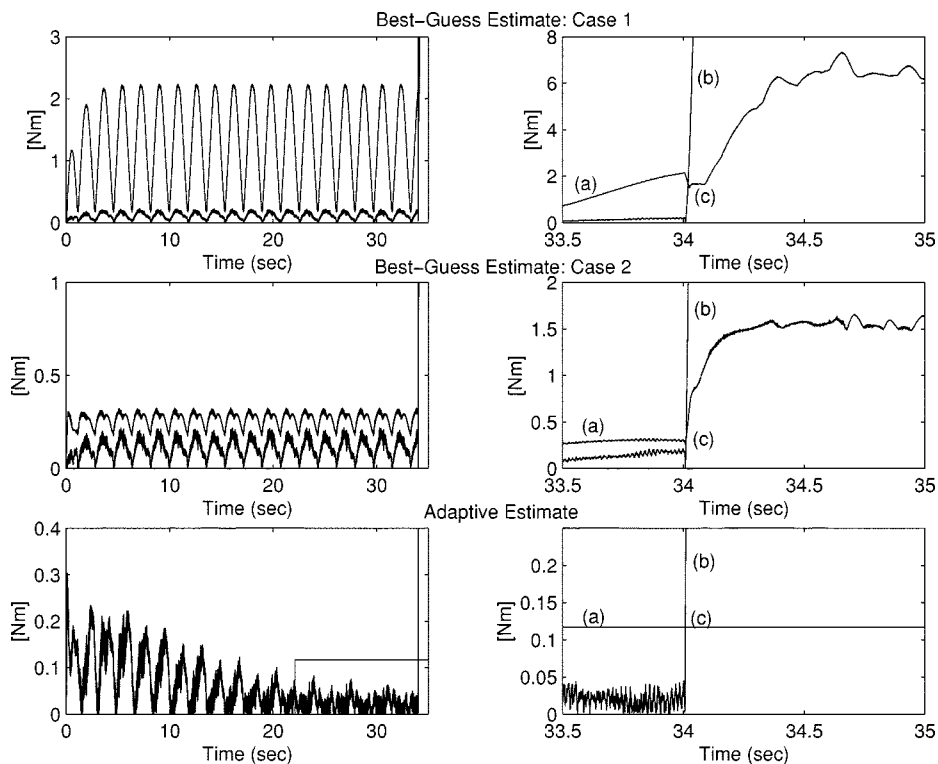 Best-Guess Estimate: Case 1
3
2
1
0
[Nm]
0 10 20 30
Time (sec)
8
6
4
2
0
[Nm]
(a)
(b)
(c)
33.5 34 34.5 35
Time (sec)
Best-Guess Estimate: Case 2
1
0.5
0
[Nm]
0 10 20 30
Time (sec)
2
1.5
1
0.5
0
[Nm]
(a)
(b)
(c)
33.5 34 34.5 35
Time (sec)
Adaptive Estimate
0.4
0.3
0.2
0.1
0
[Nm]
0 10 20 30
Time (sec)
0.2
0.15
0.1
0.05
0
[Nm]
(a)
(b)
(c)
33.5 34 34.5 35
Time (sec)